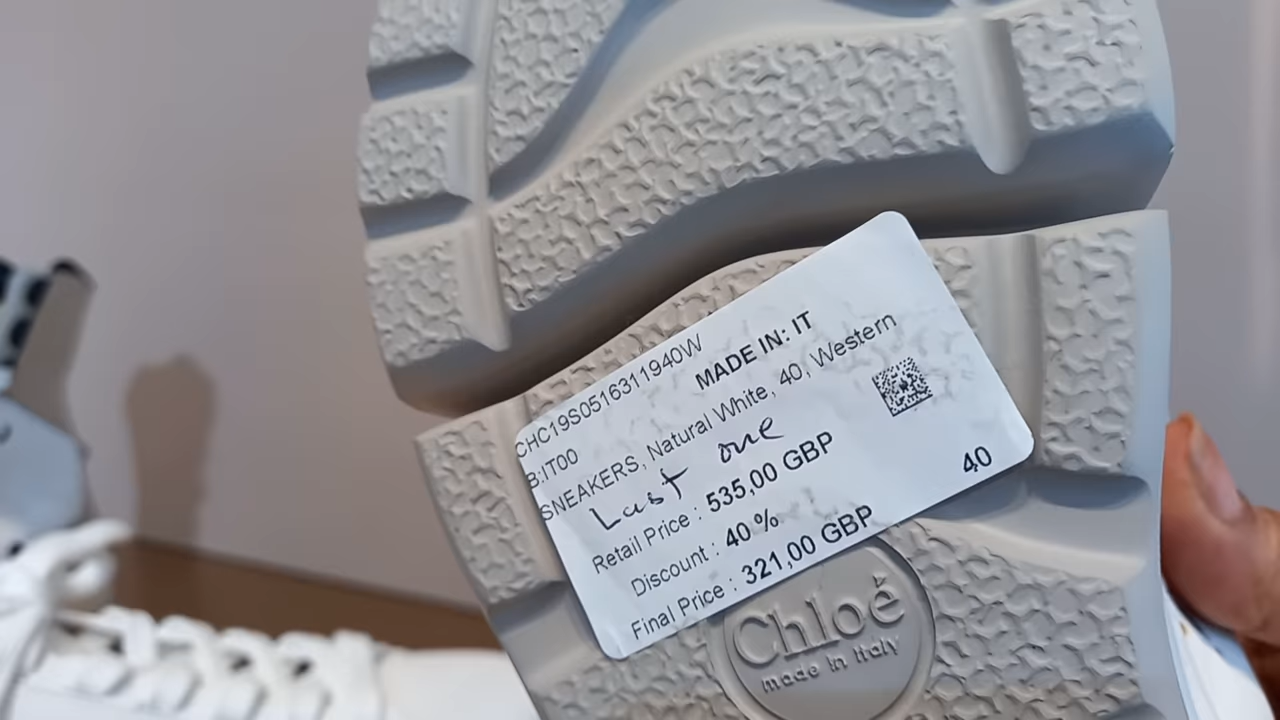 CHC19S0516311940W
B:IT00 MADE IN: IT
SNEAKERS, Natural White, 40, Western
Last one
Retail Price : 535,00 GBP
Discount : 40 %
Final Price : 321,00 GBP
40
Chloé
made in Italy